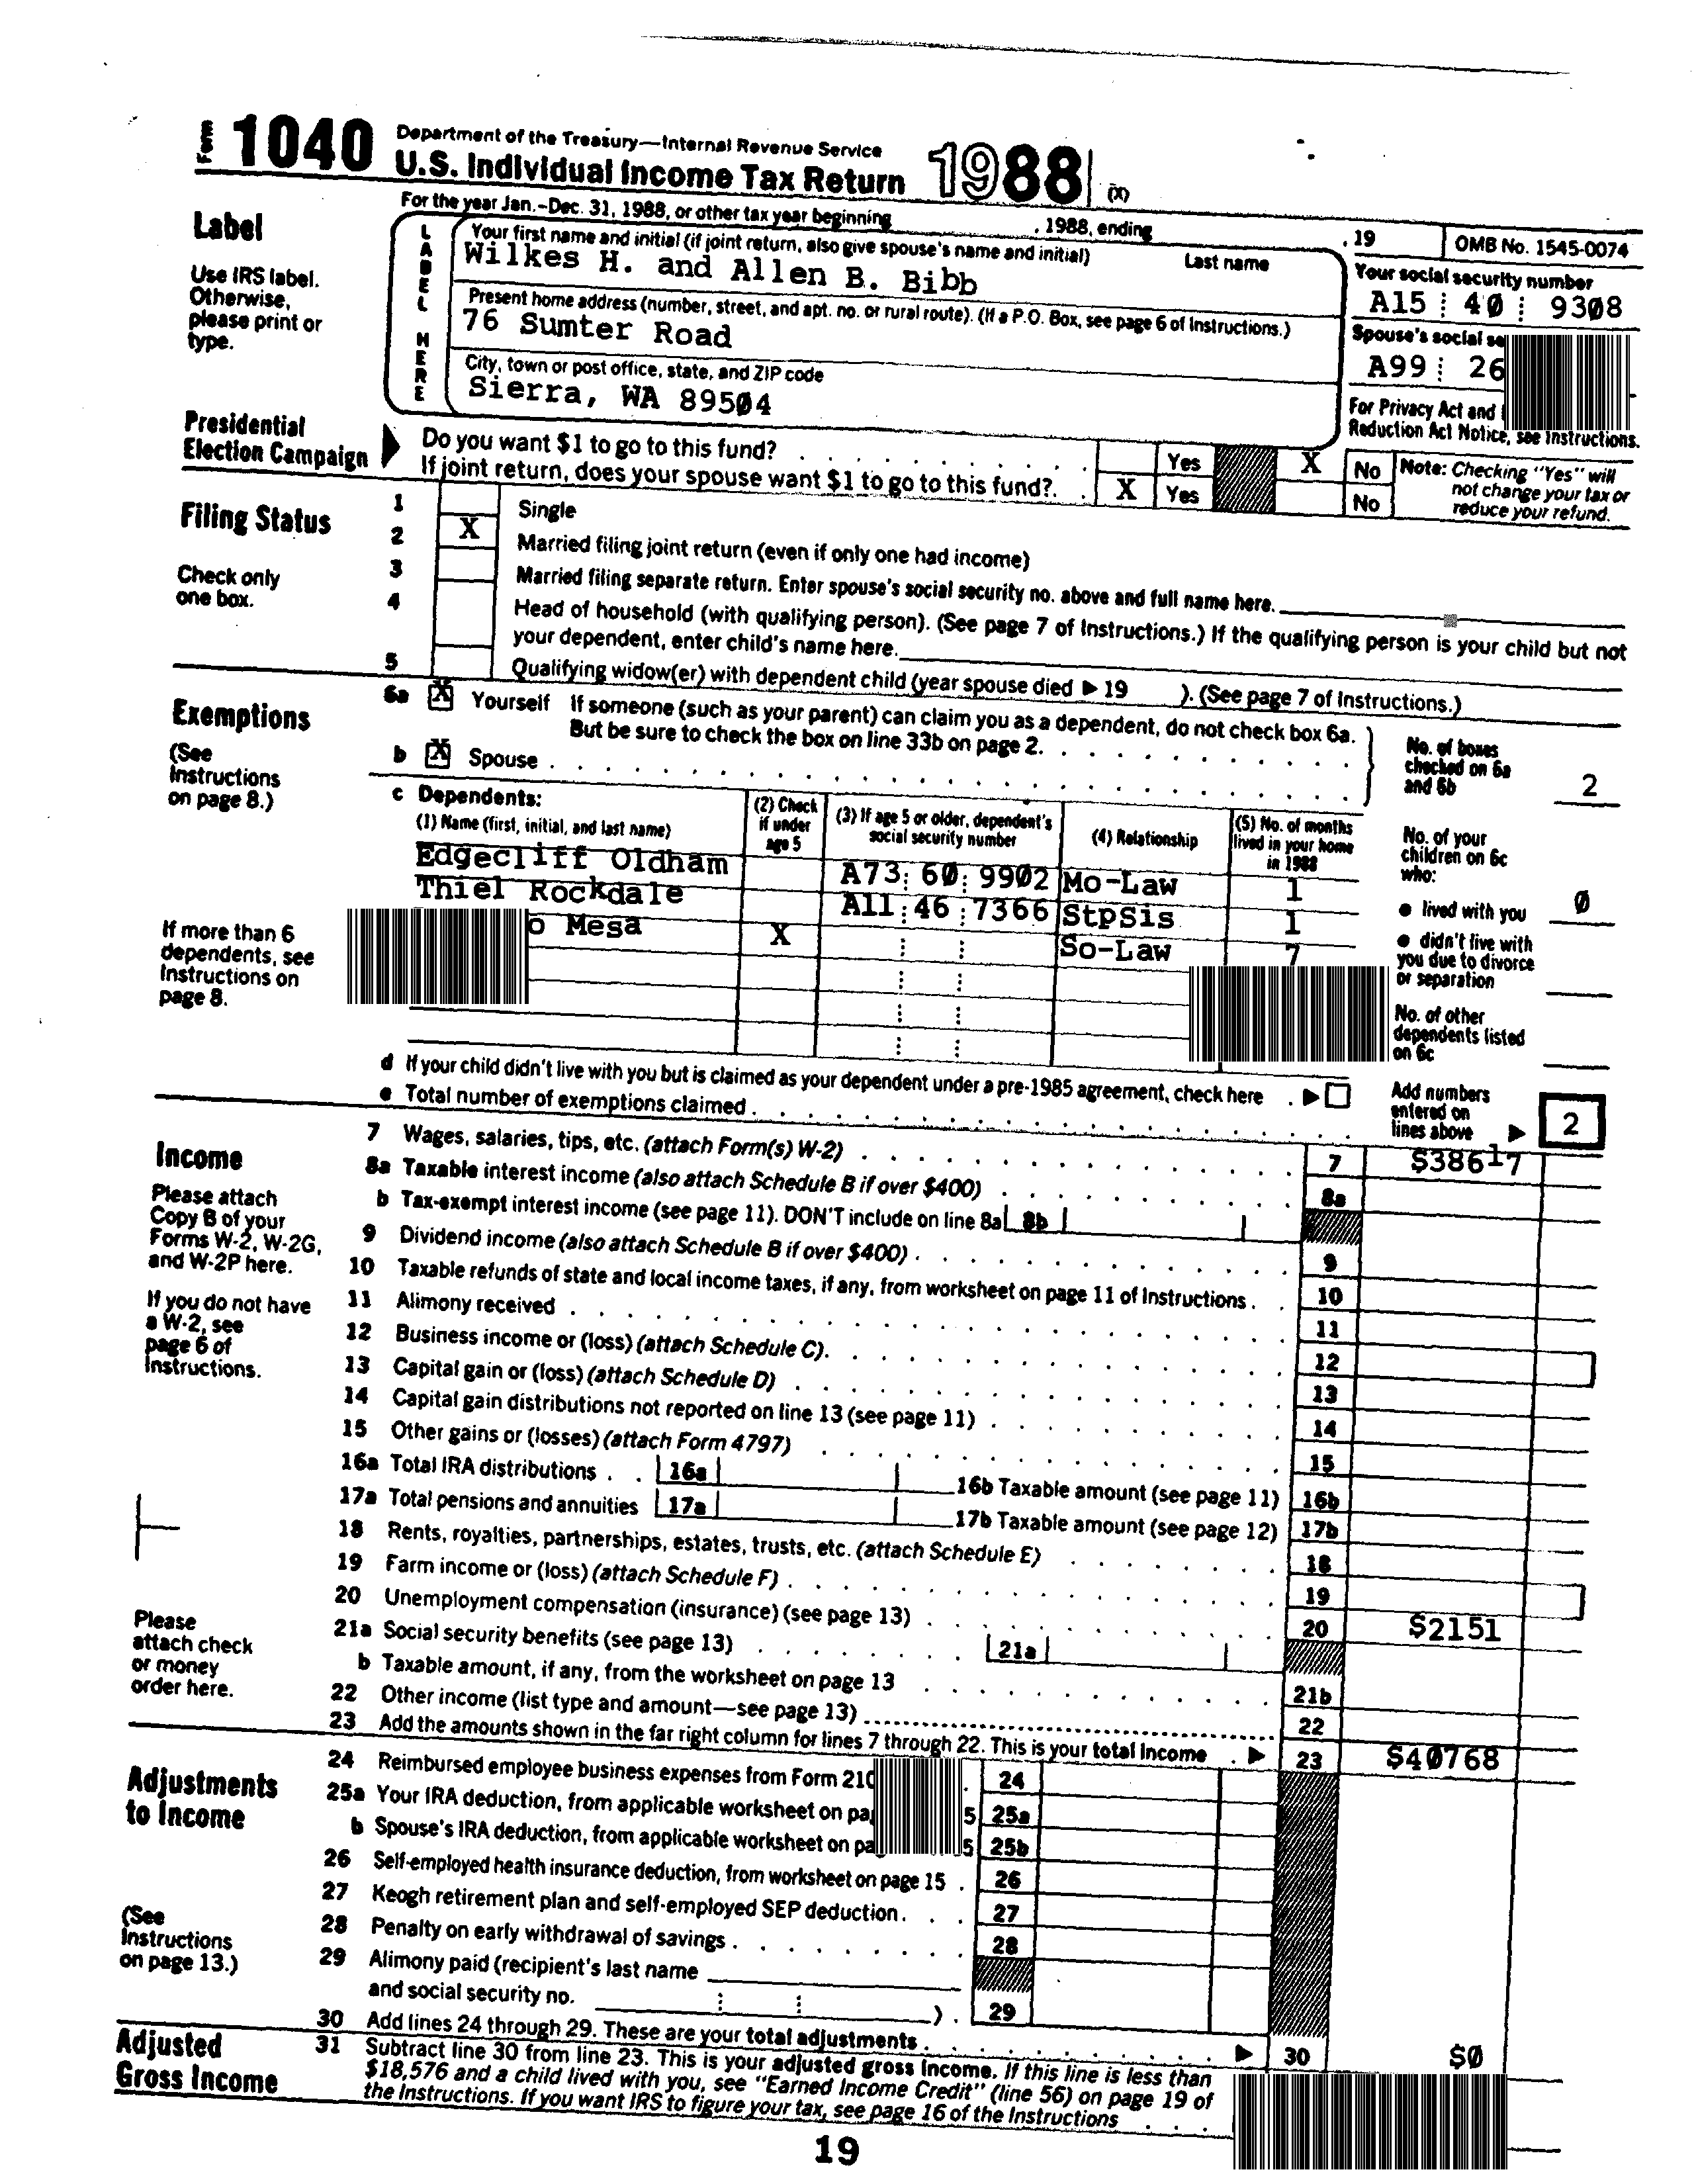 Form 1040 Department of the Treasury—Internal Revenue Service
U.S. Individual Income Tax Return 1988 (X)
For the year Jan.-Dec. 31, 1988, or other tax year beginning , 1988, ending , 19 OMB No. 1545-0074
Label
Use IRS label.
Otherwise,
please print or
type.
LABEL HERE
Your first name and initial (if joint return, also give spouse's name and initial) Last name
Wilkes H. and Allen B. Bibb
Your social security number
A15 40 9308
Present home address (number, street, and apt. no. or rural route). (If a P.O. Box, see page 6 of Instructions.)
76 Sumter Road
Spouse's social
A99 26
City, town or post office, state, and ZIP code
Sierra, WA 89504
For Privacy Act and
Reduction Act Notice, see Instructions.
Presidential
Election Campaign
Do you want $1 to go to this fund? Yes X No
If joint return, does your spouse want $1 to go to this fund? X Yes No
Note: Checking "Yes" will
not change your tax or
reduce your refund.
Filing Status
Check only
one box.
1 Single
2 X Married filing joint return (even if only one had income)
3 Married filing separate return. Enter spouse's social security no. above and full name here.
4 Head of household (with qualifying person). (See page 7 of Instructions.) If the qualifying person is your child but not
your dependent, enter child's name here.
5 Qualifying widow(er) with dependent child (year spouse died ▶ 19 ). (See page 7 of Instructions.)
Exemptions
(See
Instructions
on page 8.)
6a X Yourself If someone (such as your parent) can claim you as a dependent, do not check box 6a.
But be sure to check the box on line 33b on page 2.
b X Spouse
No. of boxes
checked on 6a
and 6b 2
c Dependents:
(1) Name (first, initial, and last name)
(2) Check
if under
age 5
(3) If age 5 or older, dependent's
social security number
(4) Relationship
(5) No. of months
lived in your home
in 1988
Edgecliff Oldham A73 60 9902 Mo-Law 1
Thiel Rockdale A11 46 7366 StpSis 1
o Mesa X So-Law 7
If more than 6
dependents, see
Instructions on
page 8.
No. of your
children on 6c
who:
● lived with you 0
● didn't live with
you due to divorce
or separation
No. of other
dependents listed
on 6c
d If your child didn't live with you but is claimed as your dependent under a pre-1985 agreement, check here ▶
e Total number of exemptions claimed
Add numbers
entered on
lines above ▶ 2
Income
Please attach
Copy B of your
Forms W-2, W-2G,
and W-2P here.
If you do not have
a W-2, see
page 6 of
Instructions.
Please
attach check
or money
order here.
7 Wages, salaries, tips, etc. (attach Form(s) W-2) 7 $38617
8a Taxable interest income (also attach Schedule B if over $400) 8a
b Tax-exempt interest income (see page 11). DON'T include on line 8a 8b
9 Dividend income (also attach Schedule B if over $400) 9
10 Taxable refunds of state and local income taxes, if any, from worksheet on page 11 of Instructions 10
11 Alimony received 11
12 Business income or (loss) (attach Schedule C) 12
13 Capital gain or (loss) (attach Schedule D) 13
14 Capital gain distributions not reported on line 13 (see page 11) 14
15 Other gains or (losses) (attach Form 4797) 15
16a Total IRA distributions 16a 16b Taxable amount (see page 11) 16b
17a Total pensions and annuities 17a 17b Taxable amount (see page 12) 17b
18 Rents, royalties, partnerships, estates, trusts, etc. (attach Schedule E) 18
19 Farm income or (loss) (attach Schedule F) 19
20 Unemployment compensation (insurance) (see page 13) 20 $2151
21a Social security benefits (see page 13) 21a
b Taxable amount, if any, from the worksheet on page 13 21b
22 Other income (list type and amount—see page 13) 22
23 Add the amounts shown in the far right column for lines 7 through 22. This is your total income ▶ 23 $40768
Adjustments
to Income
(See
Instructions
on page 13.)
24 Reimbursed employee business expenses from Form 210 24
25a Your IRA deduction, from applicable worksheet on 5 25a
b Spouse's IRA deduction, from applicable worksheet on 5 25b
26 Self-employed health insurance deduction, from worksheet on page 15 26
27 Keogh retirement plan and self-employed SEP deduction 27
28 Penalty on early withdrawal of savings 28
29 Alimony paid (recipient's last name
and social security no. ) 29
30 Add lines 24 through 29. These are your total adjustments ▶ 30 $0
Adjusted
Gross Income
31 Subtract line 30 from line 23. This is your adjusted gross income. If this line is less than
$18,576 and a child lived with you, see "Earned Income Credit" (line 56) on page 19 of
the Instructions. If you want IRS to figure your tax, see page 16 of the Instructions
19